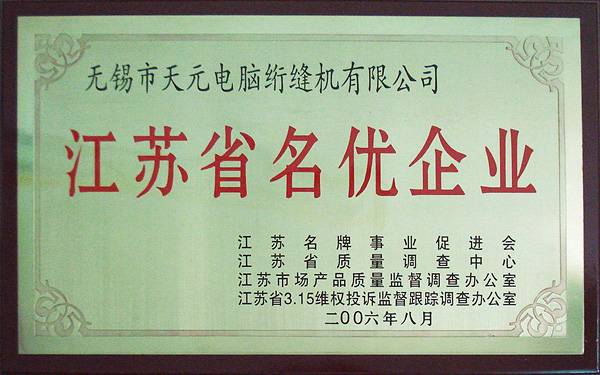 无锡市天元电脑绗缝机有限公司
江苏省名优企业
江苏名牌事业促进会
江苏省质量调查中心
江苏市场产品质量监督调查办公室
江苏省3.15维权投诉监督跟踪调查办公室
二OO六年八月